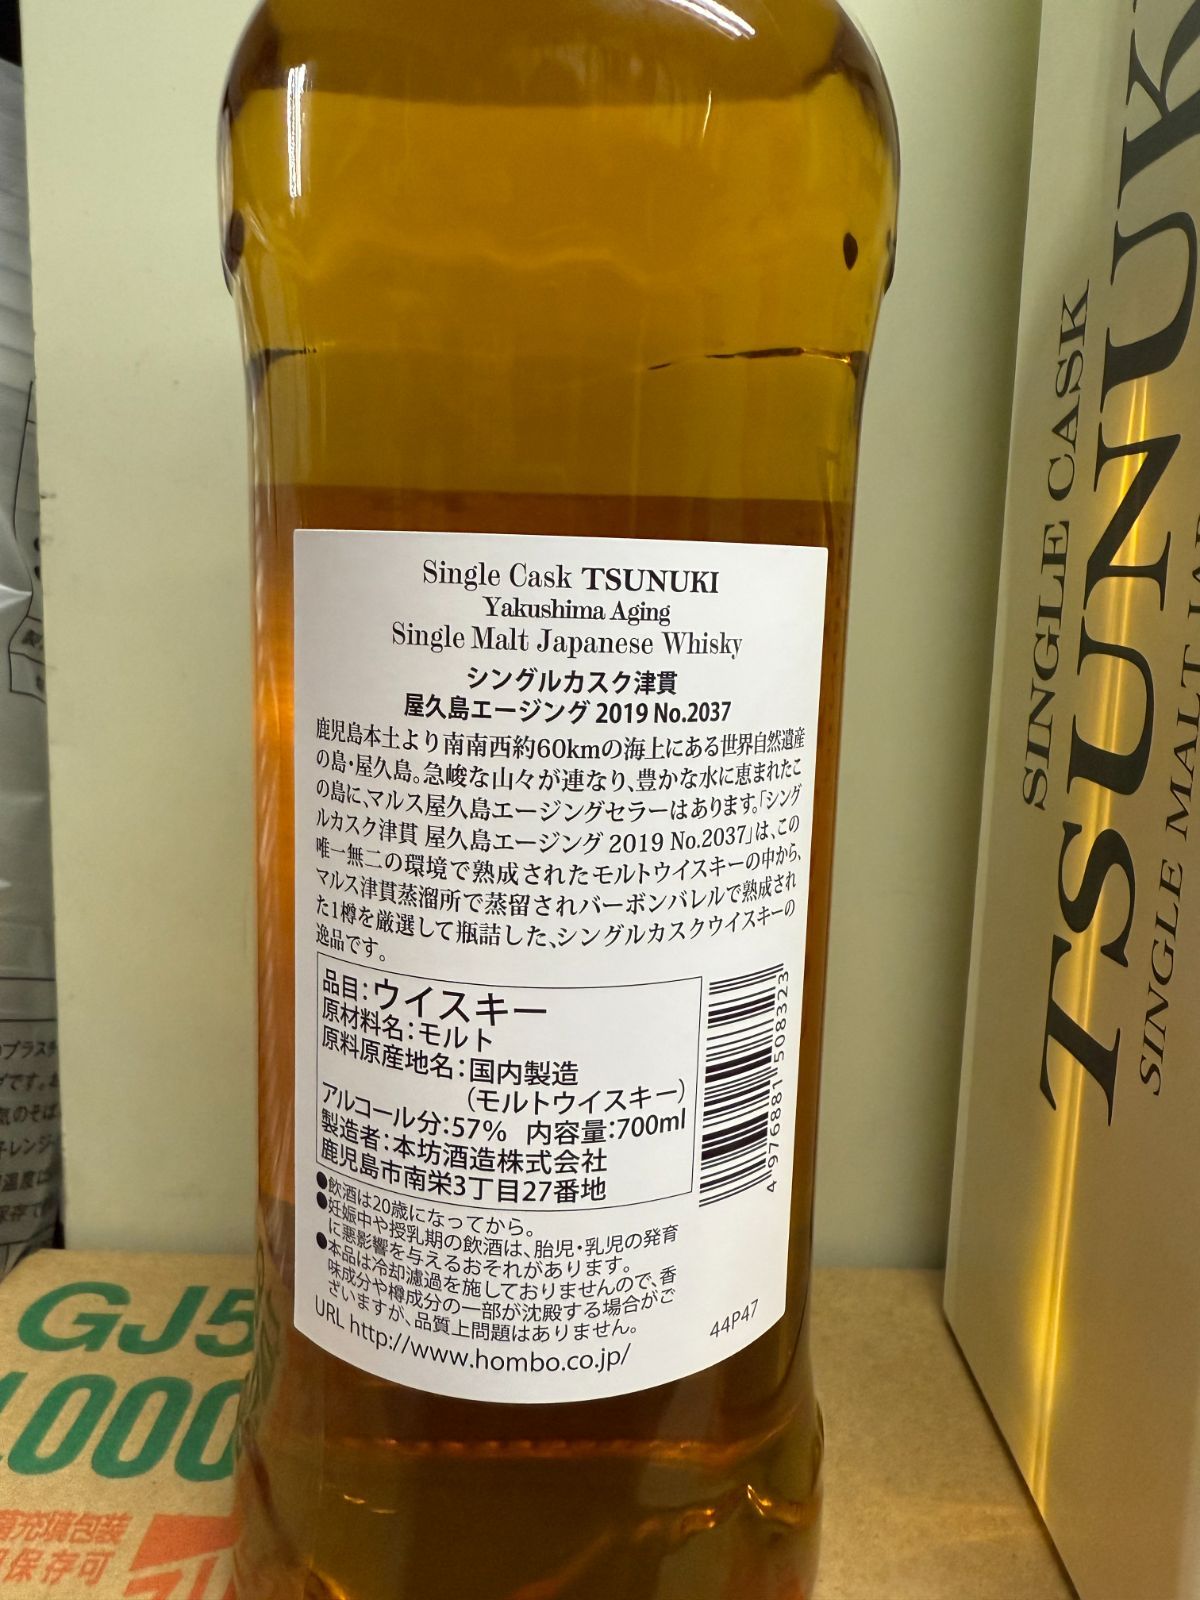 Single Cask TSUNUKI
Yakushima Aging
Single Malt Japanese Whisky
シングルカスク津貫
屋久島エージング 2019 No.2037
鹿児島本土より南南西約60kmの海上にある世界自然遺産
の島・屋久島。急峻な山々が連なり、豊かな水に恵まれたこ
の島に、マルス屋久島エージングセラーはあります。「シング
ルカスク津貫 屋久島エージング 2019 No.2037」は、この
唯一無二の環境で熟成されたモルトウイスキーの中から、
マルス津貫蒸溜所で蒸留されバーボンバレルで熟成され
た1樽を厳選して瓶詰した、シングルカスクウイスキーの
逸品です。
品目：ウイスキー
原材料名：モルト
原料原産地名：国内製造
（モルトウイスキー）
アルコール分：57% 内容量：700ml
製造者：本坊酒造株式会社
鹿児島市南栄3丁目27番地
4 976881 508323
●飲酒は20歳になってから。
●妊娠中や授乳期の飲酒は、胎児・乳児の発育
に悪影響を与えるおそれがあります。
●本品は冷却濾過を施しておりませんので、香
味成分や樽成分の一部が沈殿する場合がご
ざいますが、品質上問題はありません。
URL http://www.hombo.co.jp/
44P47
SINGLE CASK
TSUNUK
SINGLE MALT
GJ5
000
充填包装
保存可